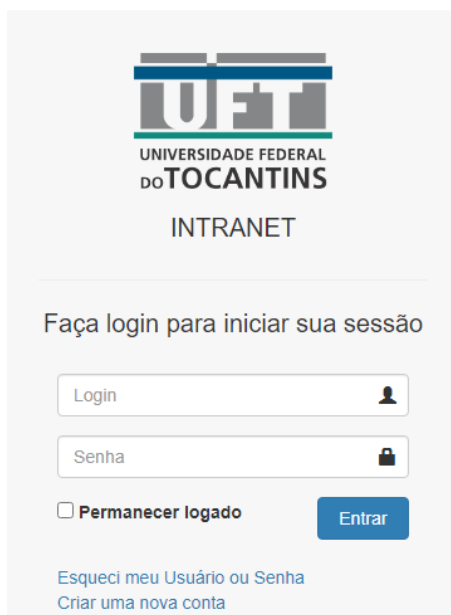 UFT
UNIVERSIDADE FEDERAL
DO TOCANTINS
INTRANET
Faça login para iniciar sua sessão
Login
Senha
Permanecer logado
Entrar
Esqueci meu Usuário ou Senha
Criar uma nova conta